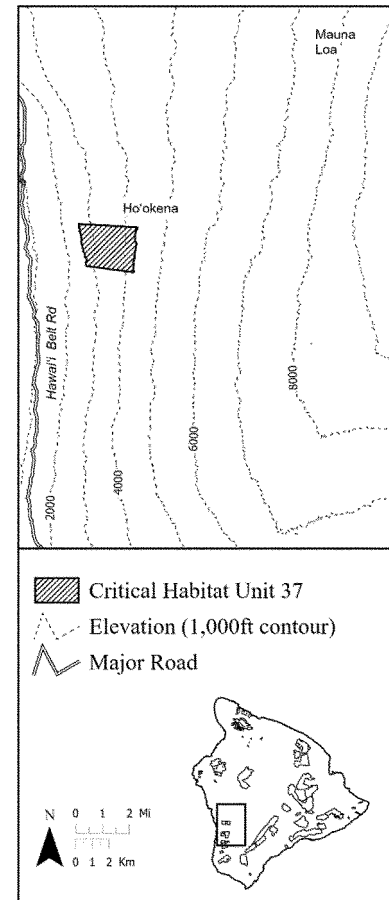 Mauna
Loa
Ho'okena
Hawai'i Belt Rd
2000
4000
6000
8000
Critical Habitat Unit 37
Elevation (1,000ft contour)
Major Road
N
0 1 2 Mi
0 1 2 Km